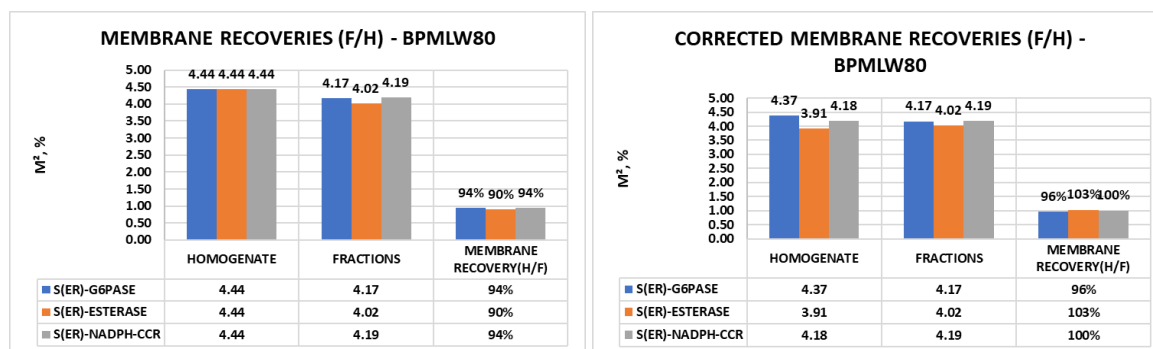 MEMBRANE RECOVERIES (F/H) - BPMLW80
M², %
5.00
4.50
4.00
3.50
3.00
2.50
2.00
1.50
1.00
0.50
0.00
4.44 4.44 4.44
4.17 4.02 4.19
94% 90% 94%
HOMOGENATE FRACTIONS MEMBRANE RECOVERY(H/F)
S(ER)-G6PASE 4.44 4.17 94%
S(ER)-ESTERASE 4.44 4.02 90%
S(ER)-NADPH-CCR 4.44 4.19 94%
CORRECTED MEMBRANE RECOVERIES (F/H) -
BPMLW80
M², %
5.00
4.50
4.00
3.50
3.00
2.50
2.00
1.50
1.00
0.50
0.00
4.37 3.91 4.18
4.17 4.02 4.19
96% 103% 100%
HOMOGENATE FRACTIONS MEMBRANE RECOVERY(H/F)
S(ER)-G6PASE 4.37 4.17 96%
S(ER)-ESTERASE 3.91 4.02 103%
S(ER)-NADPH-CCR 4.18 4.19 100%